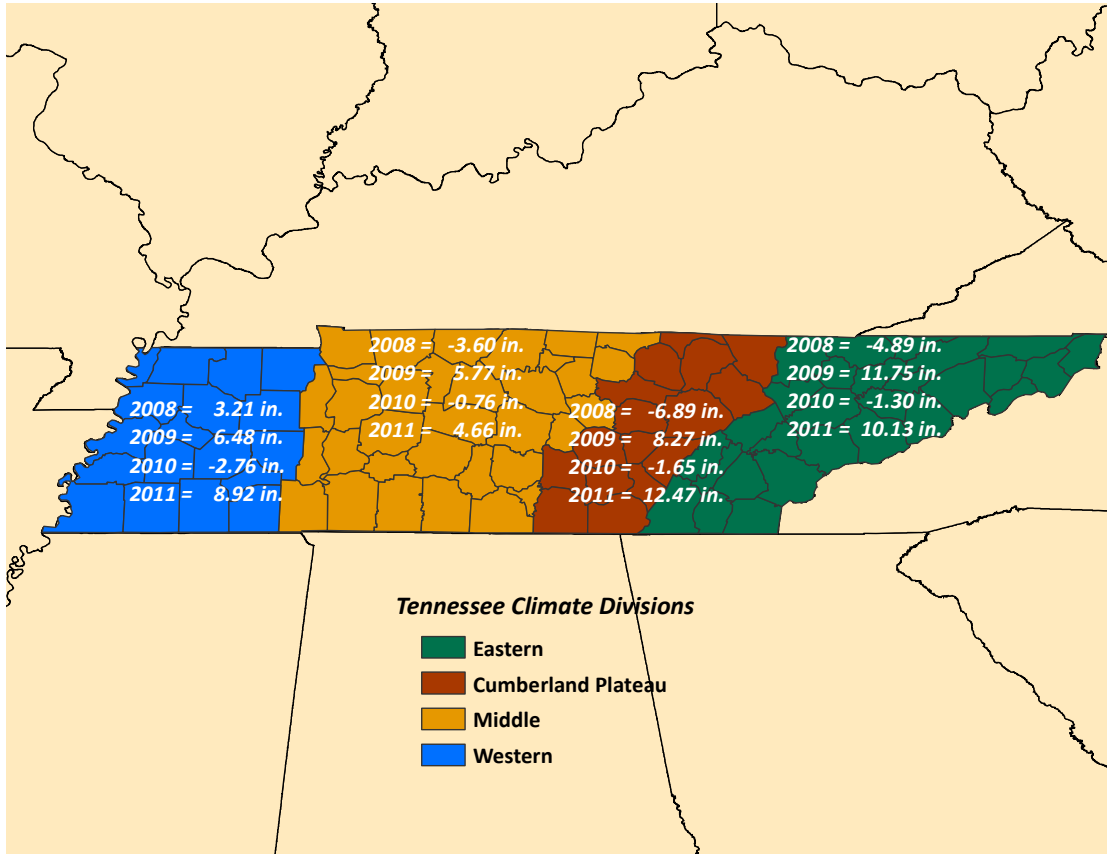 2008 = 3.21 in.
2009 = 6.48 in.
2010 = -2.76 in.
2011 = 8.92 in.
2008 = -3.60 in.
2009 = 5.77 in.
2010 = -0.76 in.
2011 = 4.66 in.
2008 = -6.89 in.
2009 = 8.27 in.
2010 = -1.65 in.
2011 = 12.47 in.
2008 = -4.89 in.
2009 = 11.75 in.
2010 = -1.30 in.
2011 = 10.13 in.
Tennessee Climate Divisions
Eastern
Cumberland Plateau
Middle
Western